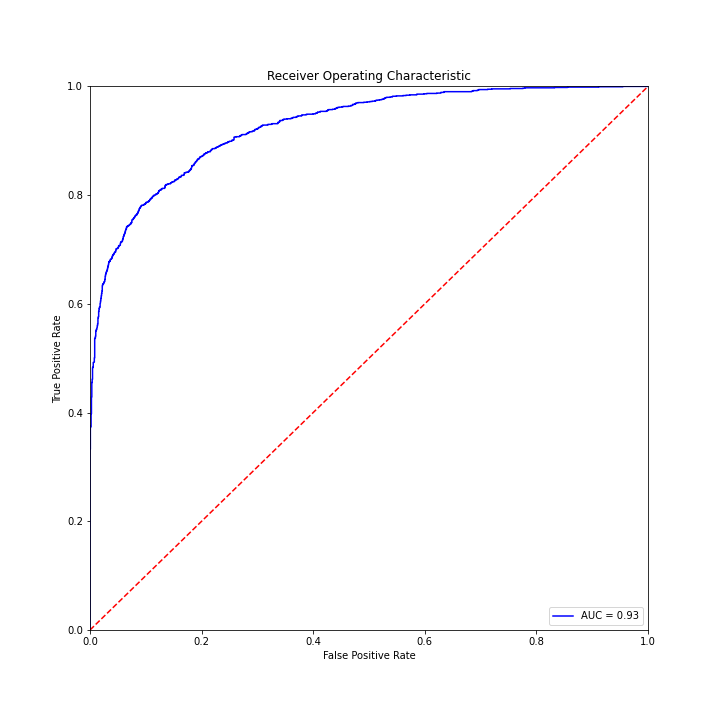 Receiver Operating Characteristic
1.0
0.8
0.6
0.4
0.2
0.0
True Positive Rate
AUC = 0.93
0.0 0.2 0.4 0.6 0.8 1.0
False Positive Rate